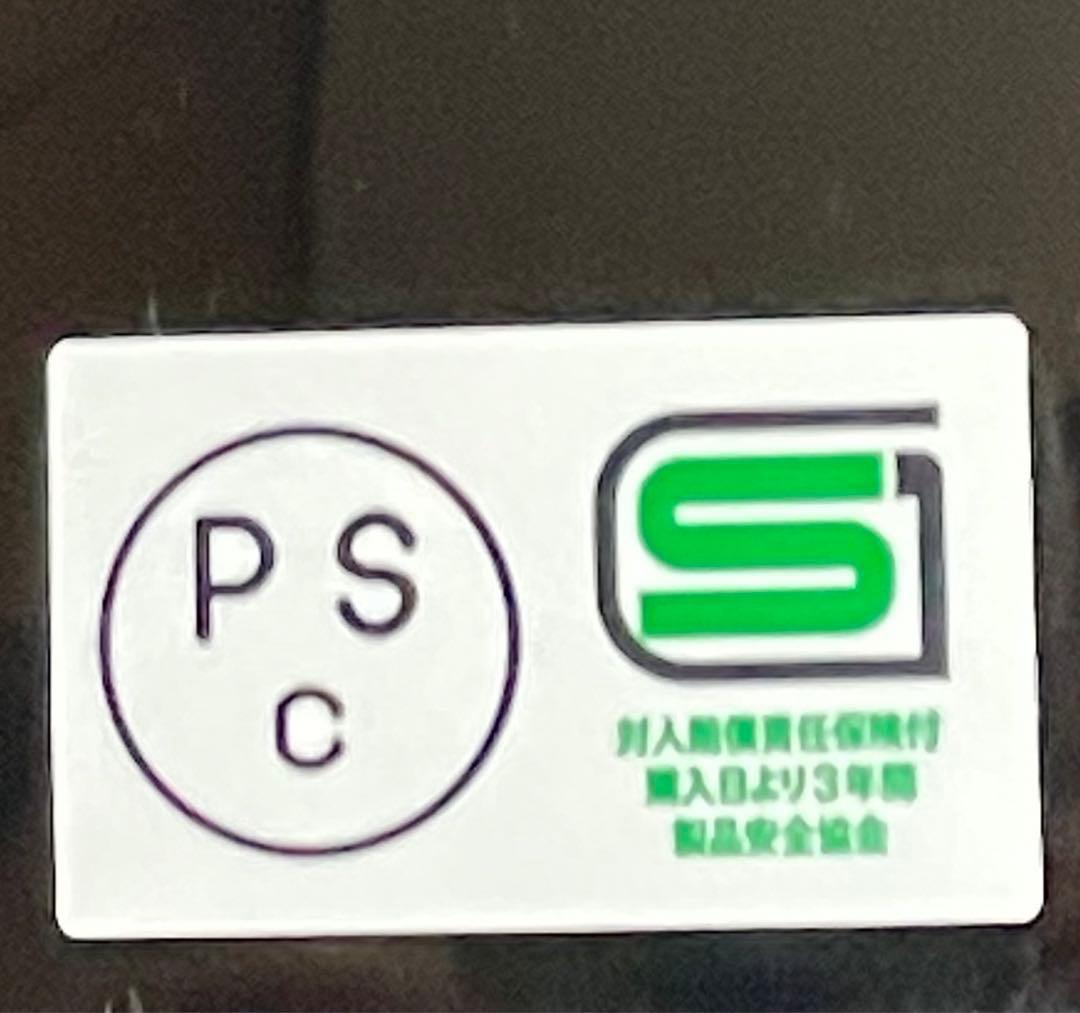 P S
C
SG
対人賠償責任保険付
購入日より3年間
製品安全協会